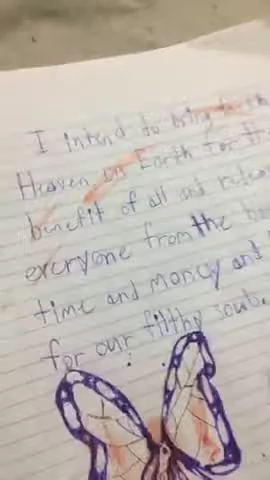 I intend to bring
Heaven on Earth for
benefit of all and
everyone from the
time and money and
for our filthy souls.